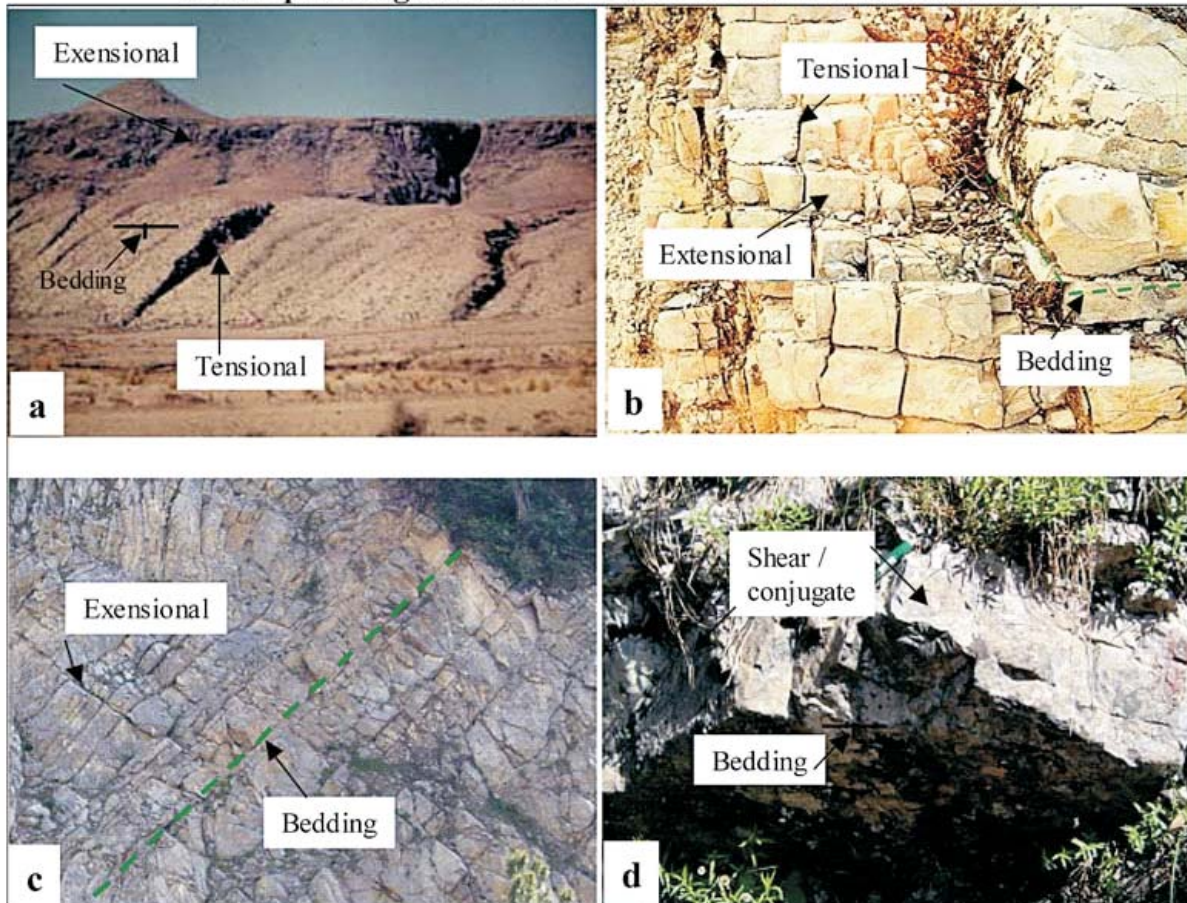 Exensional
Bedding
Tensional
a
Tensional
Extensional
Bedding
b
Exensional
Bedding
c
Shear /
conjugate
Bedding
d